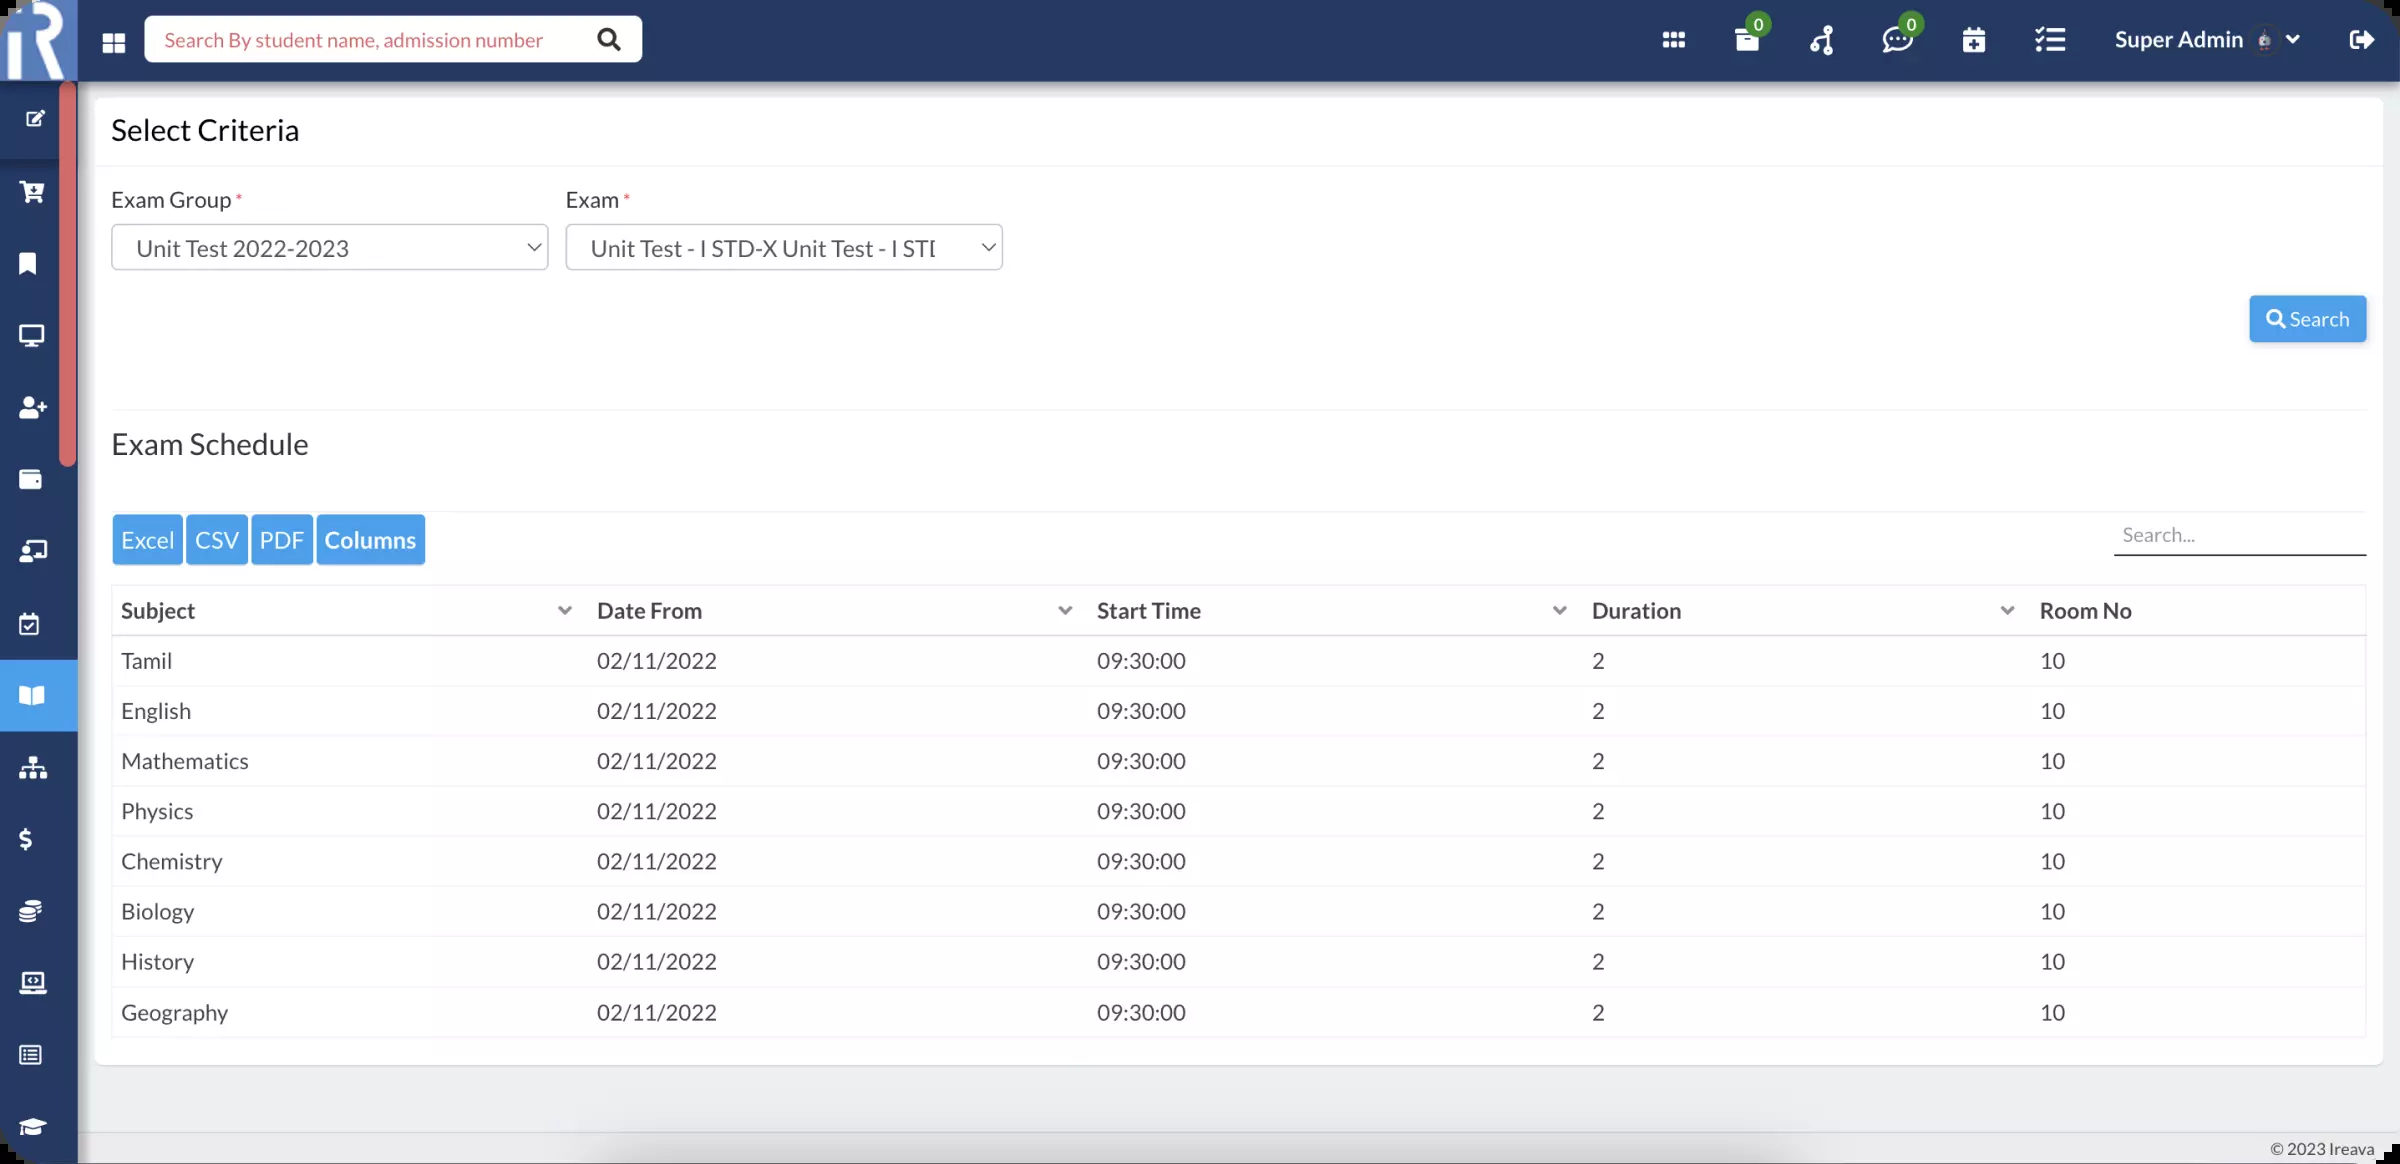 iR
Search By student name, admission number
0
0
Super Admin
Select Criteria
Exam Group *
Exam *
Unit Test 2022-2023
Unit Test - I STD-X Unit Test - I STD
Search
Exam Schedule
Excel CSV PDF Columns
Search...
Subject Date From Start Time Duration Room No
Tamil 02/11/2022 09:30:00 2 10
English 02/11/2022 09:30:00 2 10
Mathematics 02/11/2022 09:30:00 2 10
Physics 02/11/2022 09:30:00 2 10
Chemistry 02/11/2022 09:30:00 2 10
Biology 02/11/2022 09:30:00 2 10
History 02/11/2022 09:30:00 2 10
Geography 02/11/2022 09:30:00 2 10
© 2023 Ireava